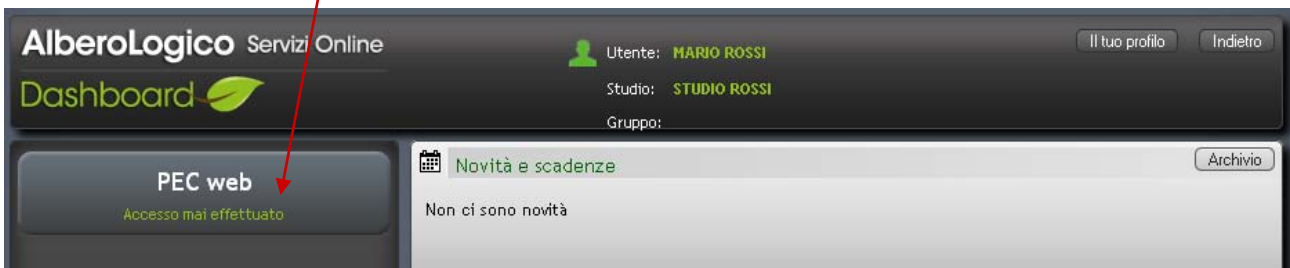 AlberoLogico Servizi Online
Dashboard
Utente: MARIO ROSSI
Studio: STUDIO ROSSI
Gruppo:
Il tuo profilo
Indietro
PEC web
Accesso mai effettuato
Novità e scadenze
Archivio
Non ci sono novità